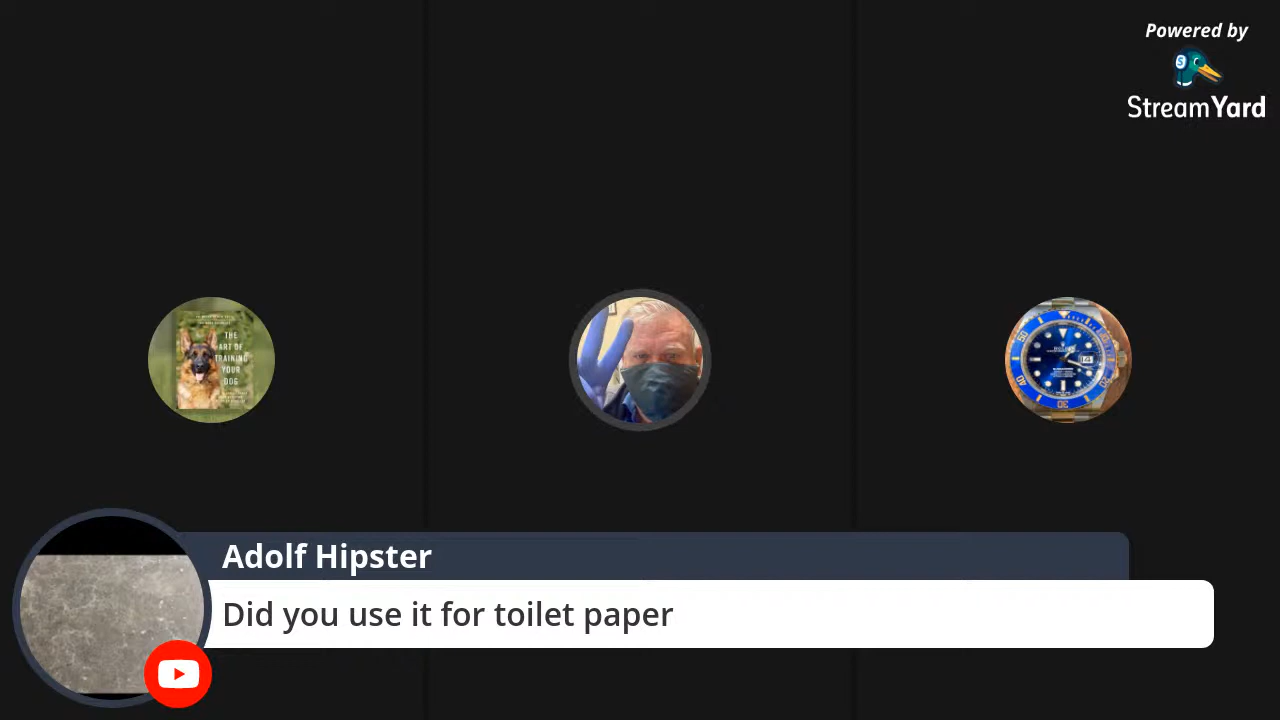 Powered by
StreamYard
THE
ART OF
TRAINING
YOUR
DOG
Adolf Hipster
Did you use it for toilet paper